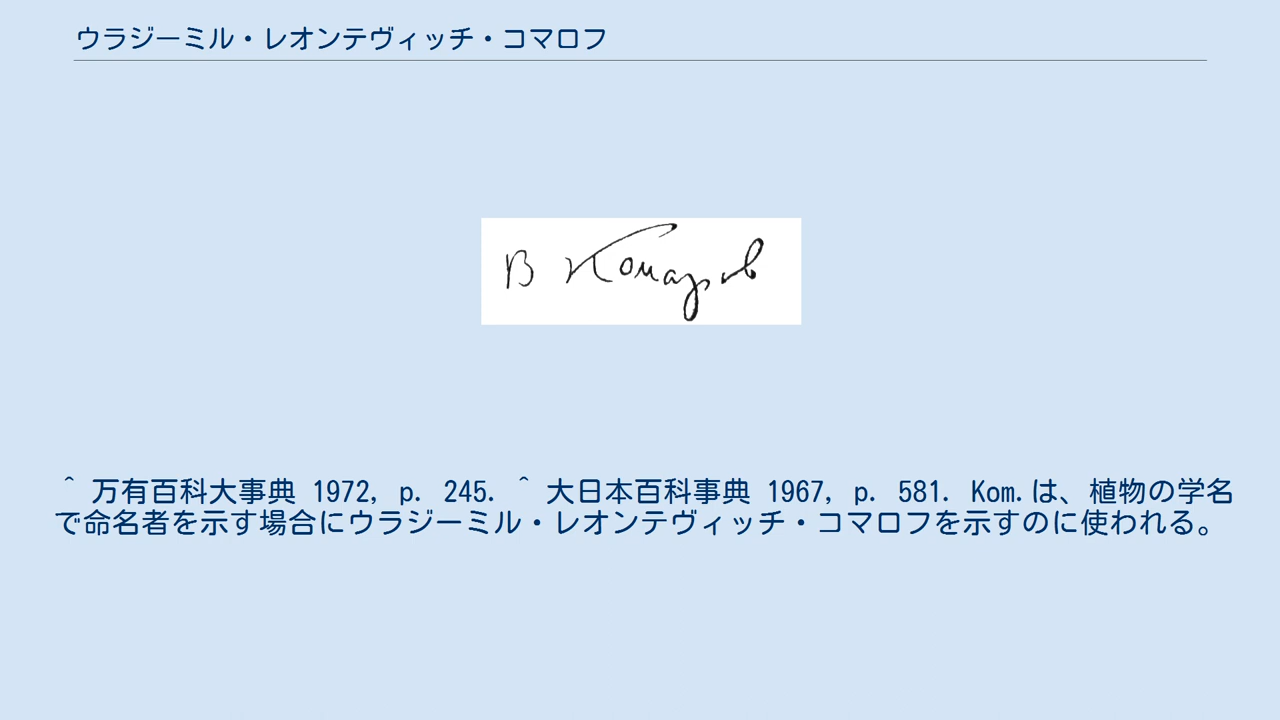 ウラジーミル・レオンテヴィッチ・コマロフ
В Комаров
^ 万有百科大事典 1972, p. 245. ^ 大日本百科事典 1967, p. 581. Kom.は、植物の学名
で命名者を示す場合にウラジーミル・レオンテヴィッチ・コマロフを示すのに使われる。